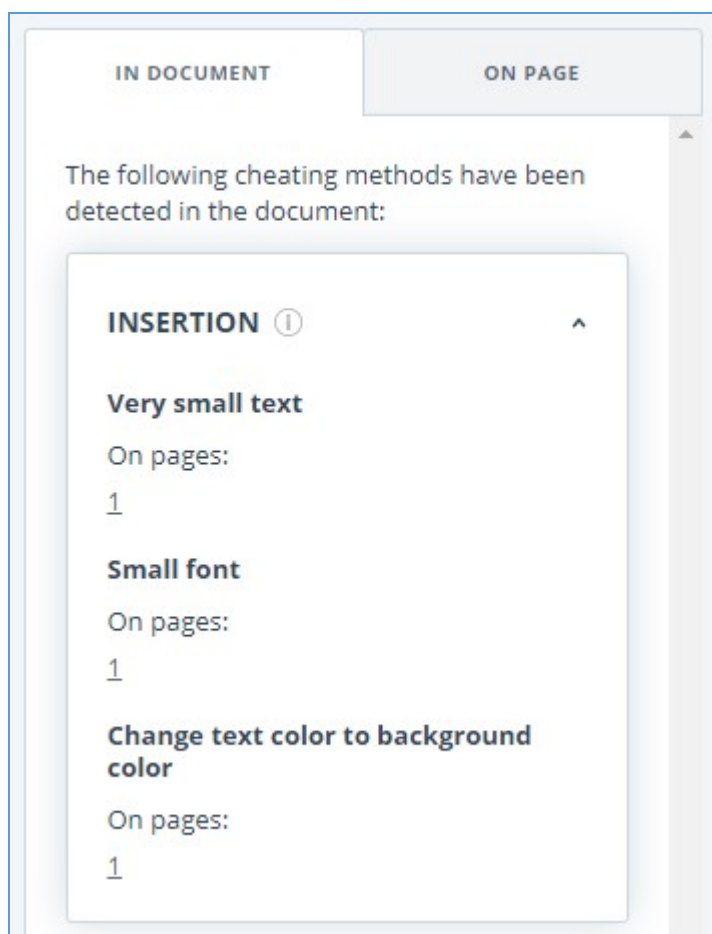 IN DOCUMENT
ON PAGE
The following cheating methods have been
detected in the document:
INSERTION
Very small text
On pages:
1
Small font
On pages:
1
Change text color to background
color
On pages:
1